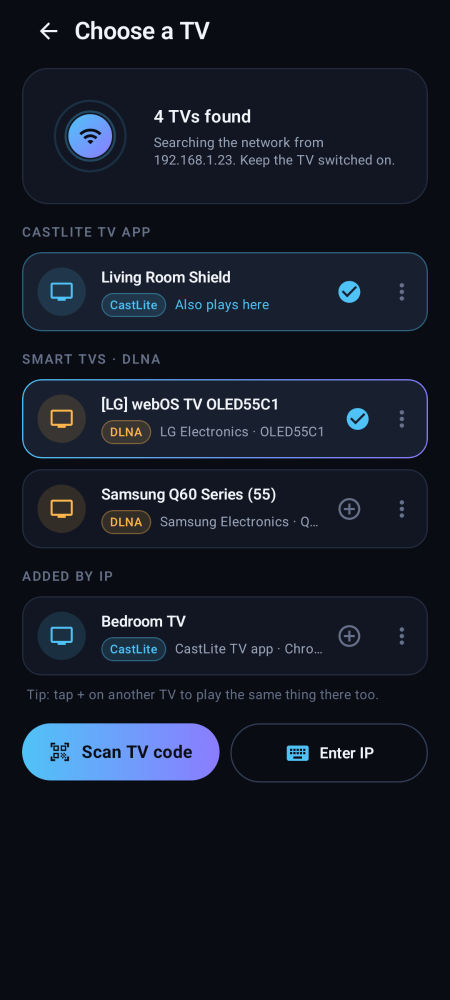 Choose a TV
4 TVs found
Searching the network from
192.168.1.23. Keep the TV switched on.
CASTLITE TV APP
Living Room Shield
CastLite Also plays here
SMART TVS · DLNA
[LG] webOS TV OLED55C1
DLNA LG Electronics · OLED55C1
Samsung Q60 Series (55)
DLNA Samsung Electronics · Q...
ADDED BY IP
Bedroom TV
CastLite CastLite TV app · Chro...
Tip: tap + on another TV to play the same thing there too.
Scan TV code Enter IP